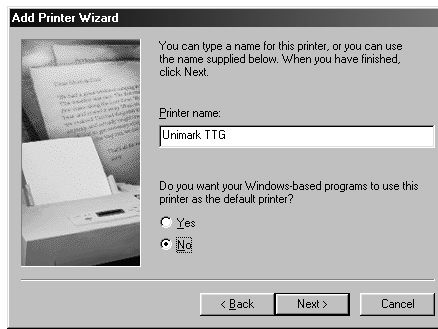 Add Printer Wizard
You can type a name for this printer, or you can use
the name supplied below. When you have finished,
click Next.
Printer name:
Unimark TTG
Do you want your Windows-based programs to use this
printer as the default printer?
Yes
No
< Back
Next >
Cancel